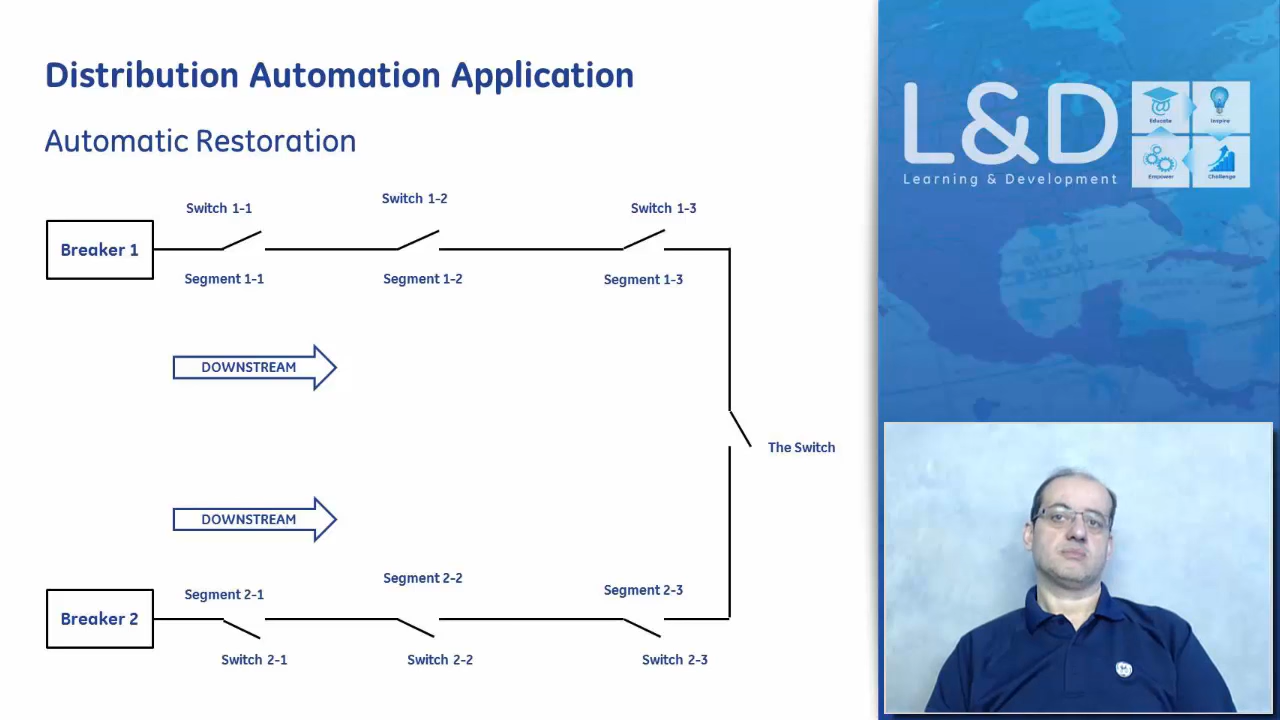 Distribution Automation Application
Automatic Restoration
Switch 1-1
Switch 1-2
Switch 1-3
Breaker 1
Segment 1-1
Segment 1-2
Segment 1-3
DOWNSTREAM
The Switch
DOWNSTREAM
Segment 2-1
Segment 2-2
Segment 2-3
Breaker 2
Switch 2-1
Switch 2-2
Switch 2-3
L&D
Learning & Development
Educate
Inspire
Empower
Challenge